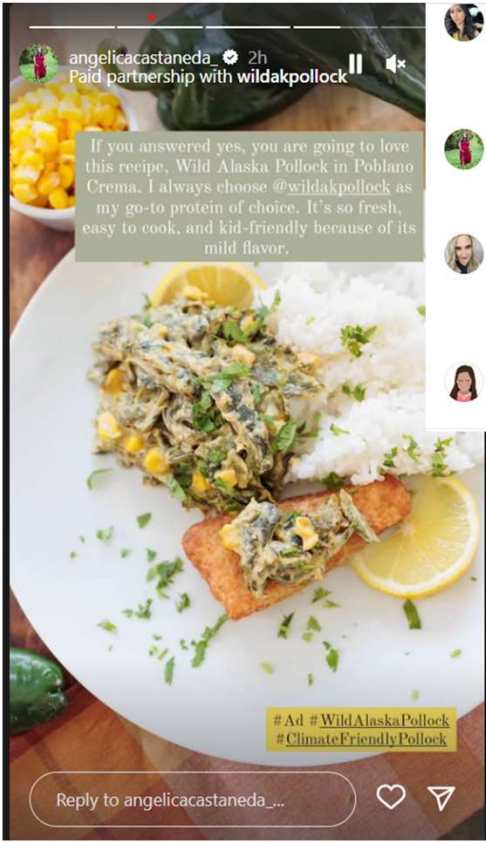 angelicacastaneda_ 2h
Paid partnership with wildakpollock
If you answered yes, you are going to love
this recipe, Wild Alaska Pollock in Poblano
Crema. I always choose @wildakpollock as
my go-to protein of choice. It's so fresh,
easy to cook, and kid-friendly because of its
mild flavor.
#Ad #WildAlaskaPollock
#ClimateFriendlyPollock
Reply to angelicacastaneda_...